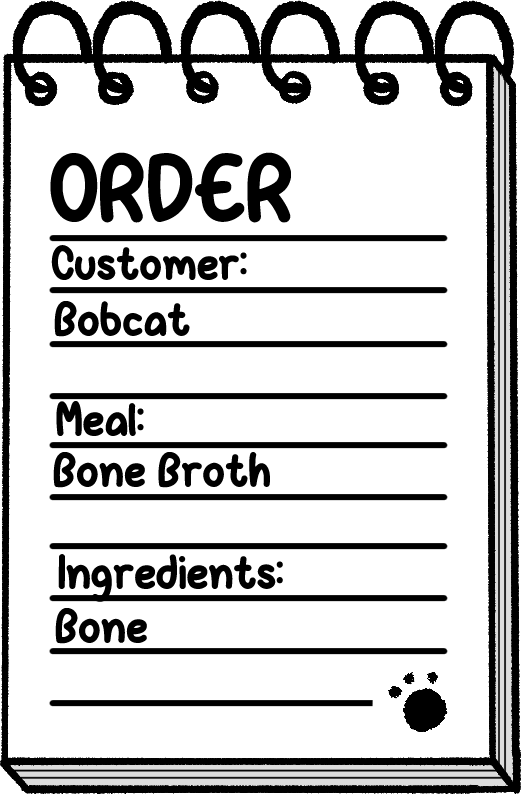 ORDER
Customer:
Bobcat
Meal:
Bone Broth
Ingredients:
Bone